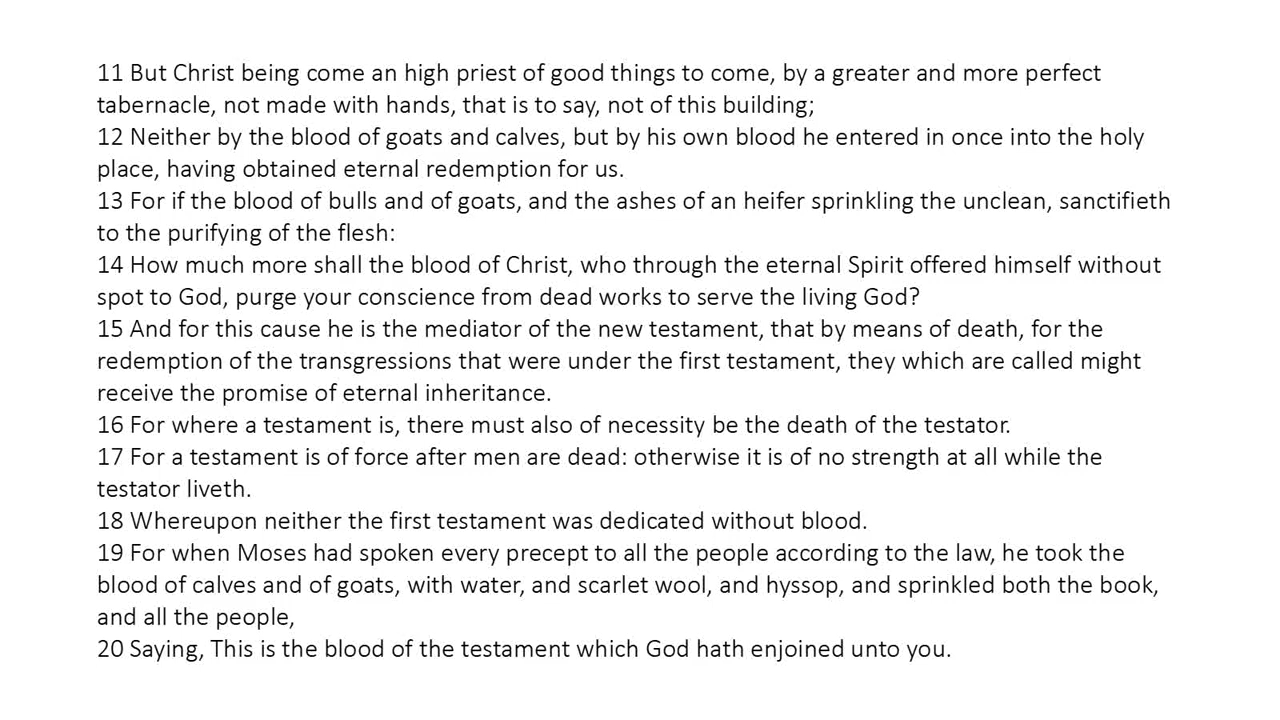 11 But Christ being come an high priest of good things to come, by a greater and more perfect
tabernacle, not made with hands, that is to say, not of this building;
12 Neither by the blood of goats and calves, but by his own blood he entered in once into the holy
place, having obtained eternal redemption for us.
13 For if the blood of bulls and of goats, and the ashes of an heifer sprinkling the unclean, sanctifieth
to the purifying of the flesh:
14 How much more shall the blood of Christ, who through the eternal Spirit offered himself without
spot to God, purge your conscience from dead works to serve the living God?
15 And for this cause he is the mediator of the new testament, that by means of death, for the
redemption of the transgressions that were under the first testament, they which are called might
receive the promise of eternal inheritance.
16 For where a testament is, there must also of necessity be the death of the testator.
17 For a testament is of force after men are dead: otherwise it is of no strength at all while the
testator liveth.
18 Whereupon neither the first testament was dedicated without blood.
19 For when Moses had spoken every precept to all the people according to the law, he took the
blood of calves and of goats, with water, and scarlet wool, and hyssop, and sprinkled both the book,
and all the people,
20 Saying, This is the blood of the testament which God hath enjoined unto you.